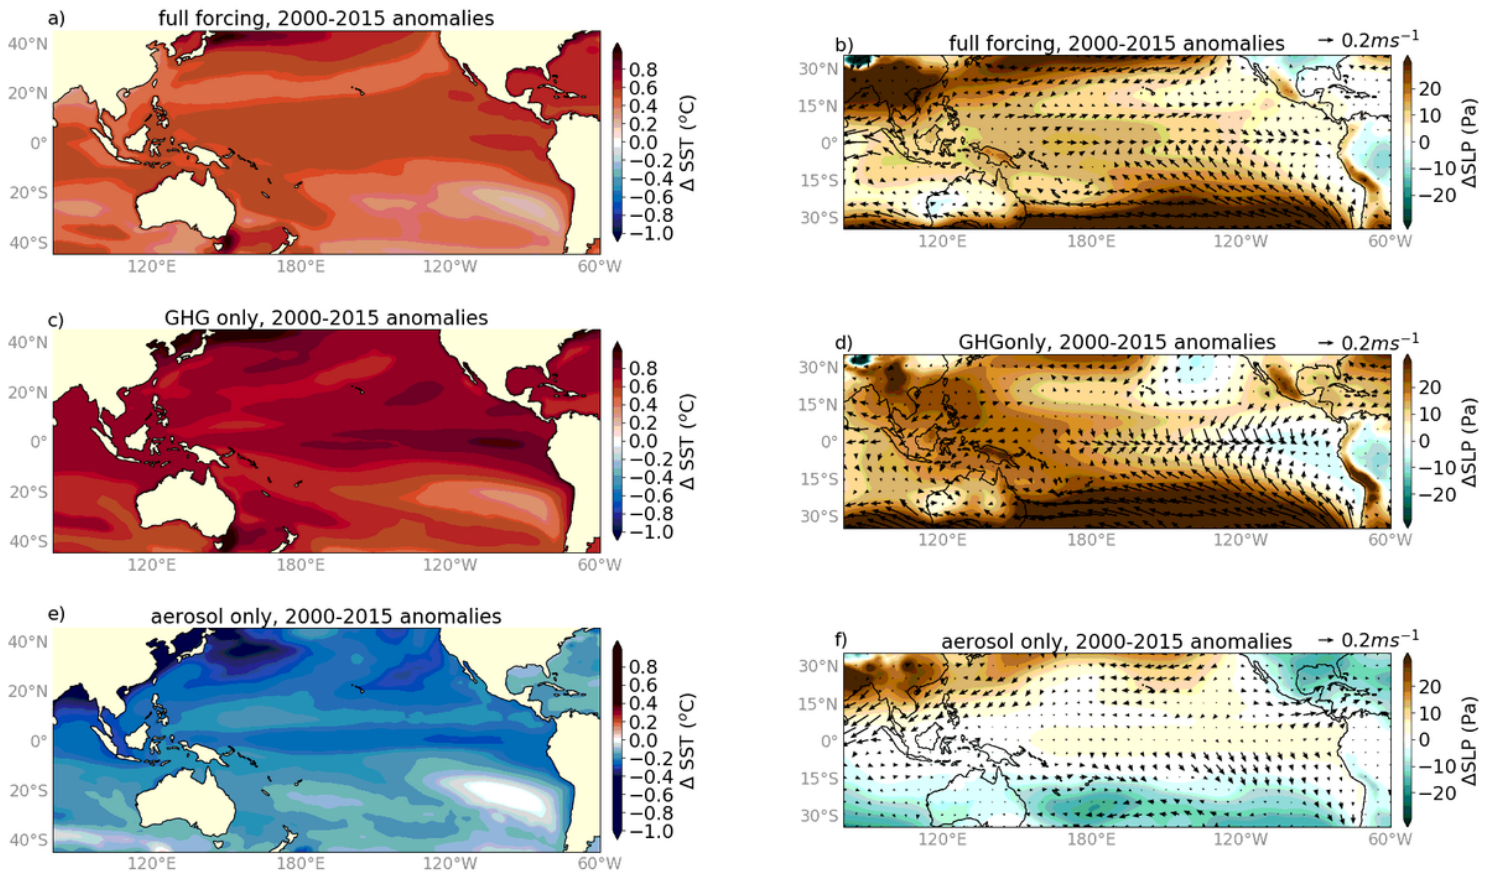 a) full forcing, 2000-2015 anomalies
40°N
20°N
0°
20°S
40°S
120°E 180°E 120°W 60°W
0.8
0.6
0.4
0.2
0.0
−0.2
−0.4
−0.6
−0.8
−1.0
Δ SST (°C)
b) full forcing, 2000-2015 anomalies → 0.2ms⁻¹
30°N
15°N
0°
15°S
30°S
120°E 180°E 120°W 60°W
20
10
0
−10
−20
ΔSLP (Pa)
c) GHG only, 2000-2015 anomalies
40°N
20°N
0°
20°S
40°S
120°E 180°E 120°W 60°W
0.8
0.6
0.4
0.2
0.0
−0.2
−0.4
−0.6
−0.8
−1.0
Δ SST (°C)
d) GHGonly, 2000-2015 anomalies → 0.2ms⁻¹
30°N
15°N
0°
15°S
30°S
120°E 180°E 120°W 60°W
20
10
0
−10
−20
ΔSLP (Pa)
e) aerosol only, 2000-2015 anomalies
40°N
20°N
0°
20°S
40°S
120°E 180°E 120°W 60°W
0.8
0.6
0.4
0.2
0.0
−0.2
−0.4
−0.6
−0.8
−1.0
Δ SST (°C)
f) aerosol only, 2000-2015 anomalies → 0.2ms⁻¹
30°N
15°N
0°
15°S
30°S
120°E 180°E 120°W 60°W
20
10
0
−10
−20
ΔSLP (Pa)